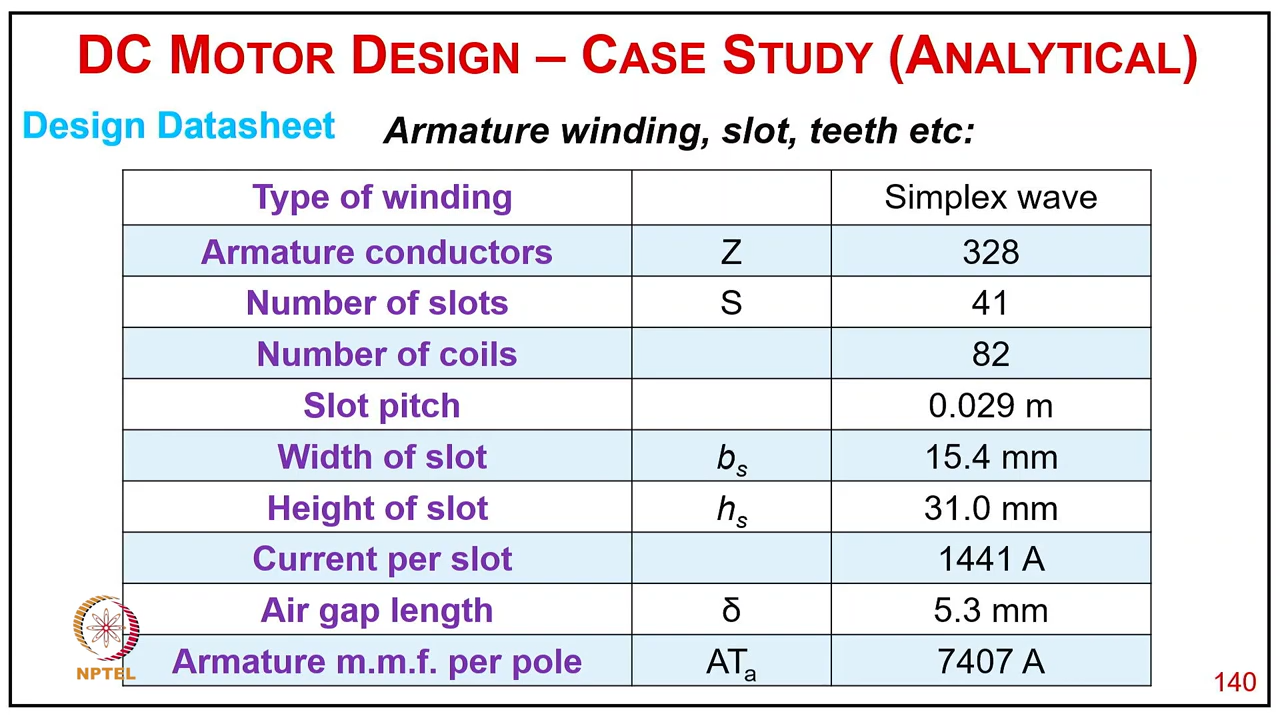 DC MOTOR DESIGN – CASE STUDY (ANALYTICAL)
Design Datasheet Armature winding, slot, teeth etc:
Type of winding Simplex wave
Armature conductors Z 328
Number of slots S 41
Number of coils 82
Slot pitch 0.029 m
Width of slot bs 15.4 mm
Height of slot hs 31.0 mm
Current per slot 1441 A
Air gap length δ 5.3 mm
Armature m.m.f. per pole ATa 7407 A
NPTEL
140